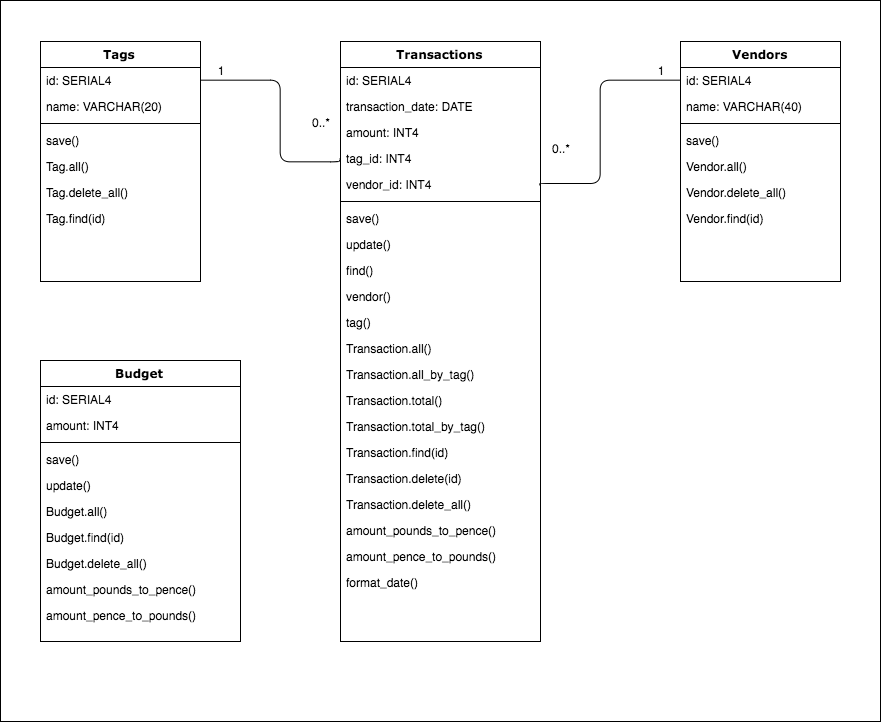 Tags
id: SERIAL4
name: VARCHAR(20)
save()
Tag.all()
Tag.delete_all()
Tag.find(id)
1
0..*
Transactions
id: SERIAL4
transaction_date: DATE
amount: INT4
tag_id: INT4
vendor_id: INT4
save()
update()
find()
vendor()
tag()
Transaction.all()
Transaction.all_by_tag()
Transaction.total()
Transaction.total_by_tag()
Transaction.find(id)
Transaction.delete(id)
Transaction.delete_all()
amount_pounds_to_pence()
amount_pence_to_pounds()
format_date()
1
0..*
Vendors
id: SERIAL4
name: VARCHAR(40)
save()
Vendor.all()
Vendor.delete_all()
Vendor.find(id)
Budget
id: SERIAL4
amount: INT4
save()
update()
Budget.all()
Budget.find(id)
Budget.delete_all()
amount_pounds_to_pence()
amount_pence_to_pounds()